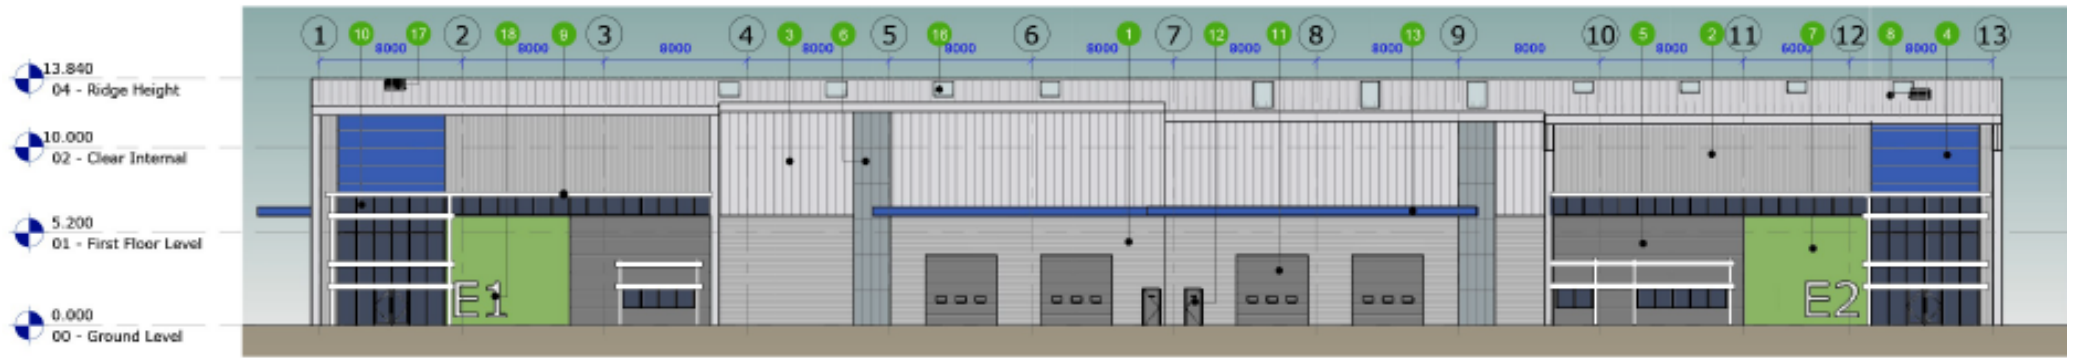 1 10 17 2 18 9 3 4 3 6 5 16 6 1 7 12 11 8 13 9 10 5 2 11 7 12 8 4 13
8000 8000 8000 8000 8000 8000 8000 8000 8000 8000 6000 8000
13.840
04 - Ridge Height
10.000
02 - Clear Internal
5.200
01 - First Floor Level
E1 E2
0.000
00 - Ground Level